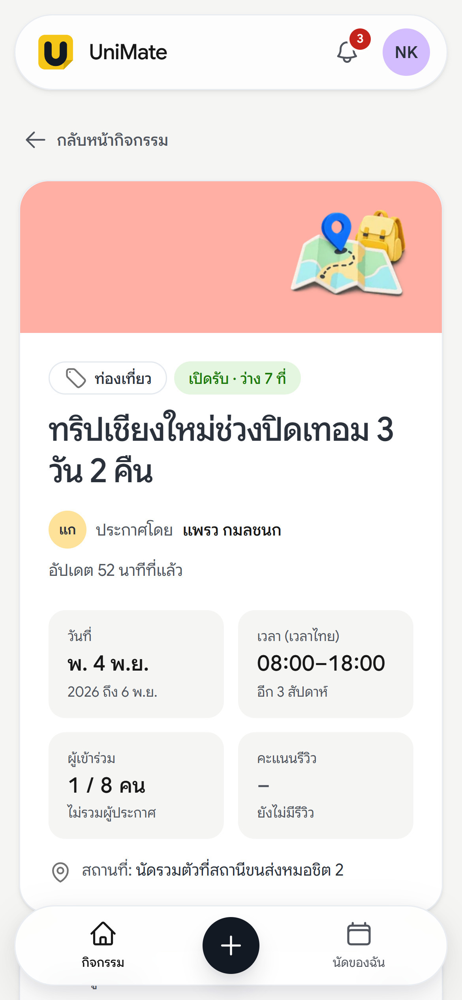 UniMate
3
NK
กลับหน้ากิจกรรม
ท่องเที่ยว
เปิดรับ · ว่าง 7 ที่
ทริปเชียงใหม่ช่วงปิดเทอม 3
วัน 2 คืน
แก
ประกาศโดย แพรว กมลชนก
อัปเดต 52 นาทีที่แล้ว
วันที่
พ. 4 พ.ย.
2026 ถึง 6 พ.ย.
เวลา (เวลาไทย)
08:00–18:00
อีก 3 สัปดาห์
ผู้เข้าร่วม
1 / 8 คน
ไม่รวมผู้ประกาศ
คะแนนรีวิว
–
ยังไม่มีรีวิว
สถานที่: นัดรวมตัวที่สถานีขนส่งหมอชิต 2
กิจกรรม
นัดของฉัน